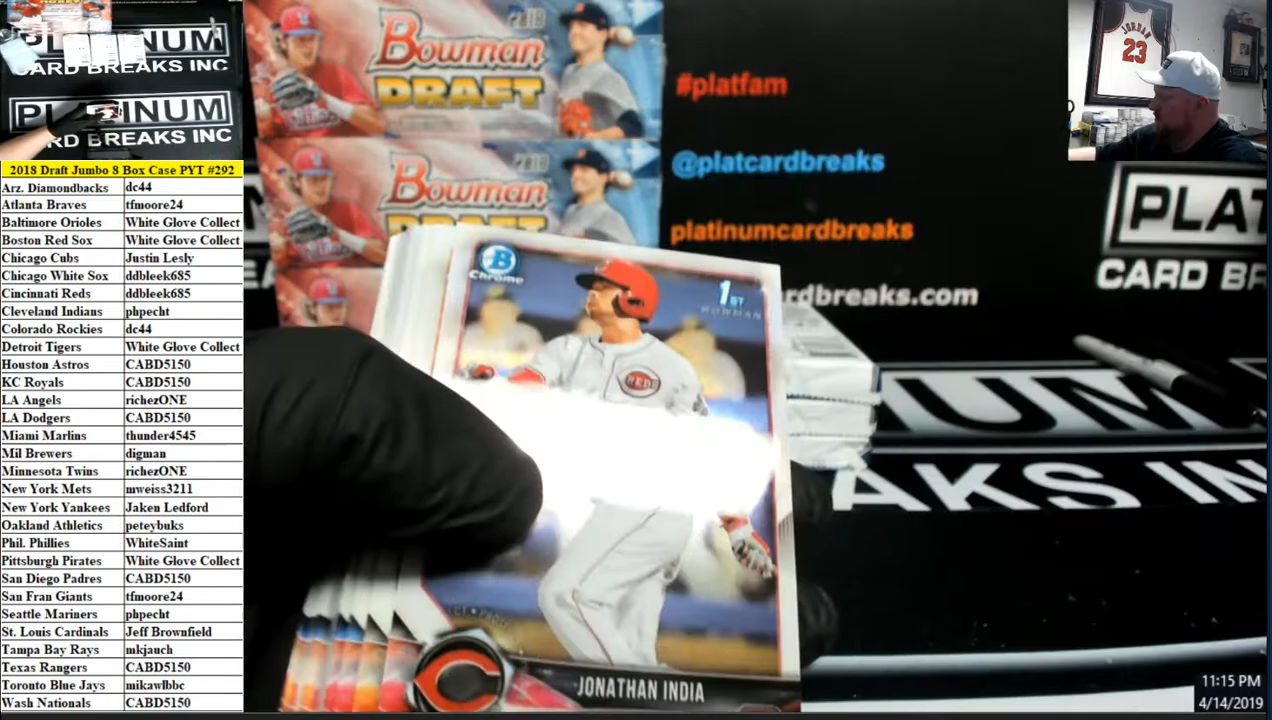 PLATINUM
CARD BREAKS INC
PLATINUM
RD BREAKS INC
2018 Draft Jumbo 8 Box Case PYT #292
Arz. Diamondbacks dc44
Atlanta Braves tfmoore24
Baltimore Orioles White Glove Collect
Boston Red Sox White Glove Collect
Chicago Cubs Justin Lesly
Chicago White Sox ddbleek685
Cincinnati Reds ddbleek685
Cleveland Indians phpecht
Colorado Rockies dc44
Detroit Tigers White Glove Collect
Houston Astros CABD5150
KC Royals CABD5150
LA Angels richezONE
LA Dodgers CABD5150
Miami Marlins thunder4545
Mil Brewers digman
Minnesota Twins richezONE
New York Mets mweiss3211
New York Yankees Jaken Ledford
Oakland Athletics peteybuks
Phil. Phillies WhiteSaint
Pittsburgh Pirates White Glove Collect
San Diego Padres CABD5150
San Fran Giants tfmoore24
Seattle Mariners phpecht
St. Louis Cardinals Jeff Brownfield
Tampa Bay Rays mkjauch
Texas Rangers CABD5150
Toronto Blue Jays mikawlbbc
Wash Nationals CABD5150
2018
Bowman
DRAFT
2018
Bowman
DRAFT
#platfam
@platcardbreaks
platinumcardbreaks
rdbreaks.com
JORDAN
23
PLAT
CARD BR
NUM
AKS IN
B
Chrome
1ST
BOWMAN
REDS
C
JONATHAN INDIA
11:15 PM
4/14/2019